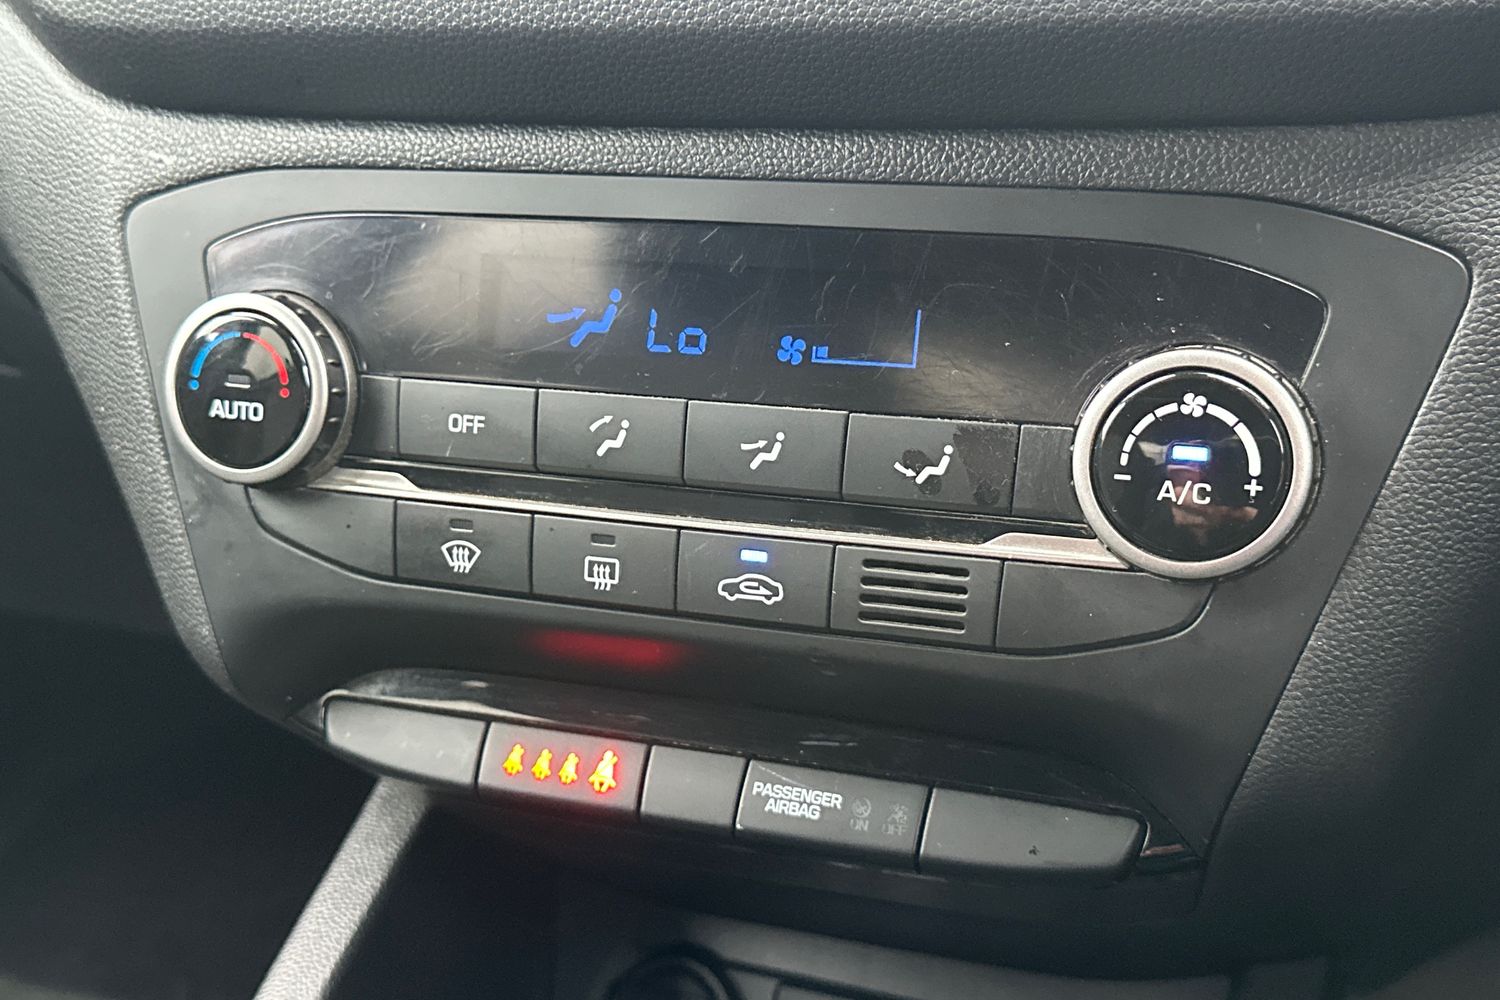 Lo
AUTO
OFF
- A/C +
PASSENGER
AIRBAG
ON OFF